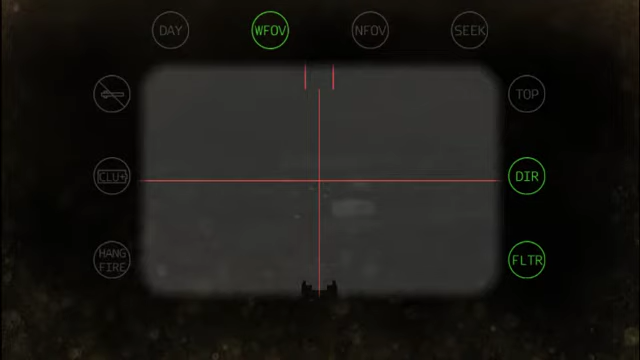 DAY
WFOV
NFOV
SEEK
TOP
CLU+
DIR
HANG
FIRE
FLTR